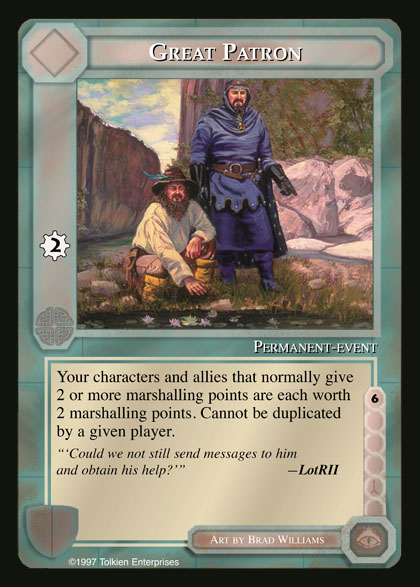 GREAT PATRON
2
PERMANENT-EVENT
Your characters and allies that normally give
2 or more marshalling points are each worth
2 marshalling points. Cannot be duplicated
by a given player.
6
“‘Could we not still send messages to him
and obtain his help?’” –LotRII
ART BY BRAD WILLIAMS
©1997 Tolkien Enterprises